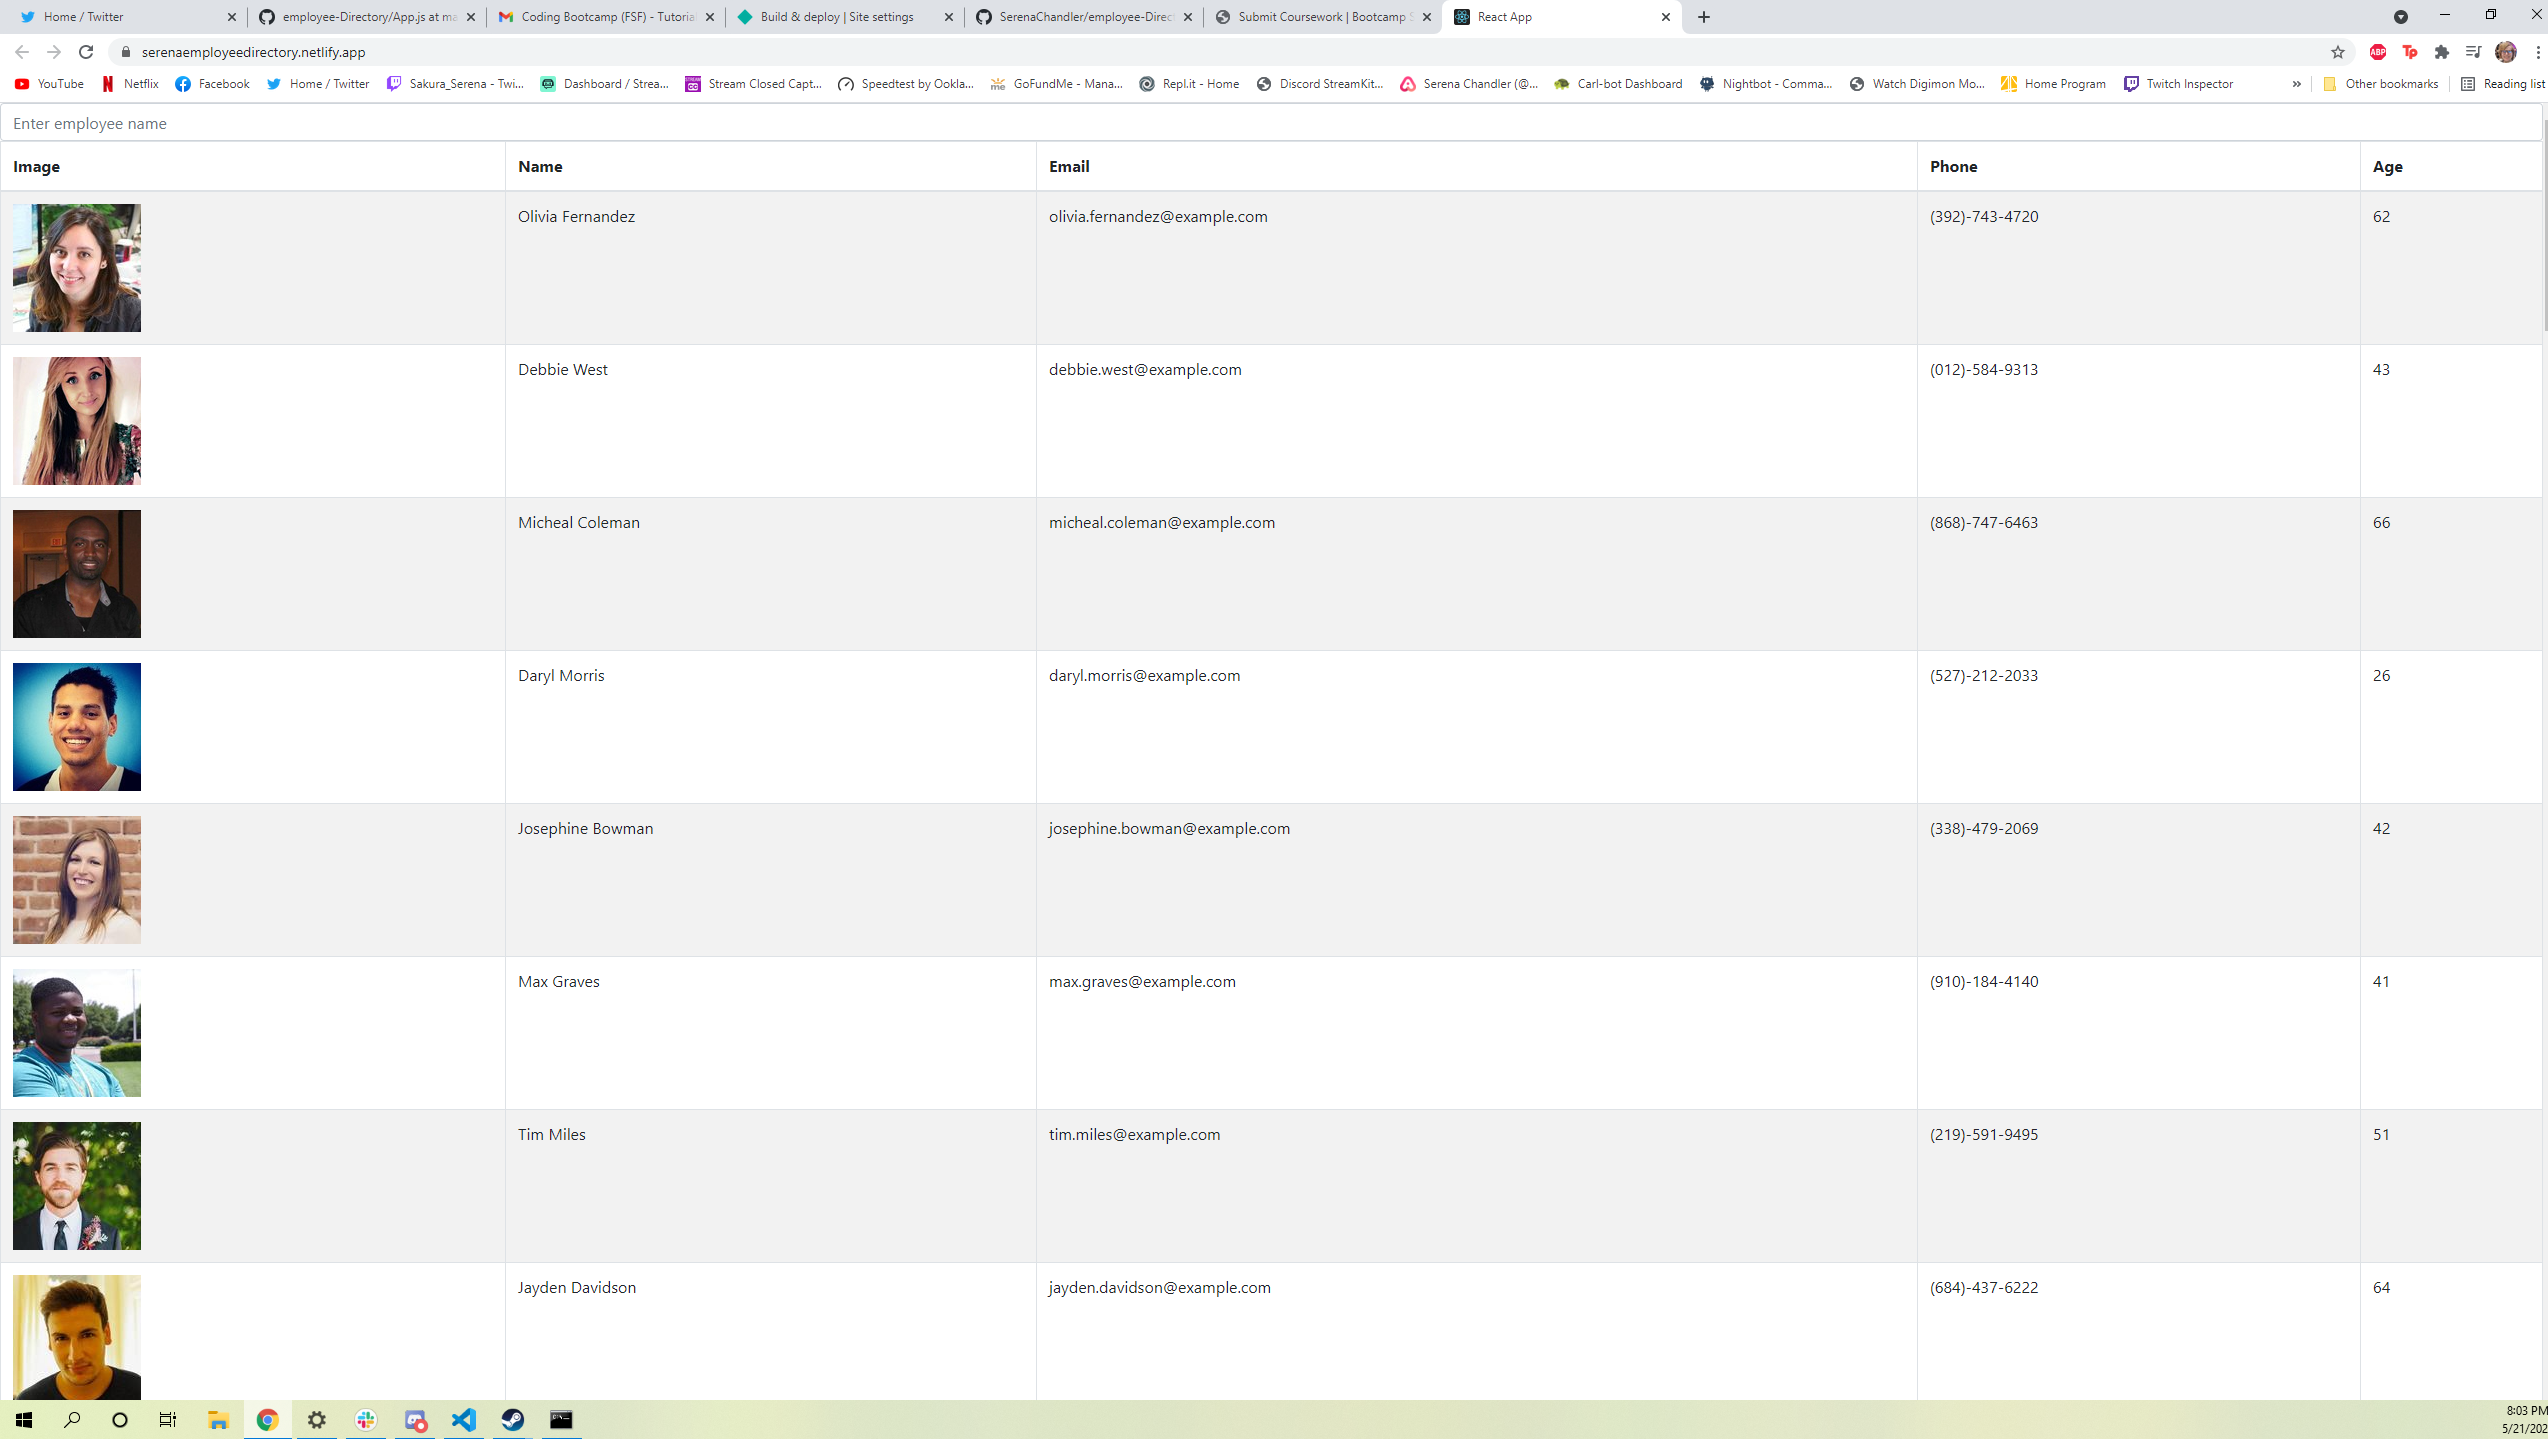 Home / Twitter
employee-Directory/App.js at ma
Coding Bootcamp (FSF) - Tutorial
Build & deploy | Site settings
SerenaChandler/employee-Direct
Submit Coursework | Bootcamp S
React App
serenaemployeedirectory.netlify.app
ABP
Tp
YouTube
Netflix
Facebook
Home / Twitter
Sakura_Serena - Twi...
Dashboard / Strea...
Stream Closed Capt...
Speedtest by Ookla...
GoFundMe - Mana...
Repl.it - Home
Discord StreamKit...
Serena Chandler (@...
Carl-bot Dashboard
Nightbot - Comma...
Watch Digimon Mo...
Home Program
Twitch Inspector
»
Other bookmarks
Reading list
Enter employee name
Image Name Email Phone Age
Olivia Fernandez olivia.fernandez@example.com (392)-743-4720 62
Debbie West debbie.west@example.com (012)-584-9313 43
Micheal Coleman micheal.coleman@example.com (868)-747-6463 66
Daryl Morris daryl.morris@example.com (527)-212-2033 26
Josephine Bowman josephine.bowman@example.com (338)-479-2069 42
Max Graves max.graves@example.com (910)-184-4140 41
Tim Miles tim.miles@example.com (219)-591-9495 51
Jayden Davidson jayden.davidson@example.com (684)-437-6222 64
8:03 PM
5/21/202